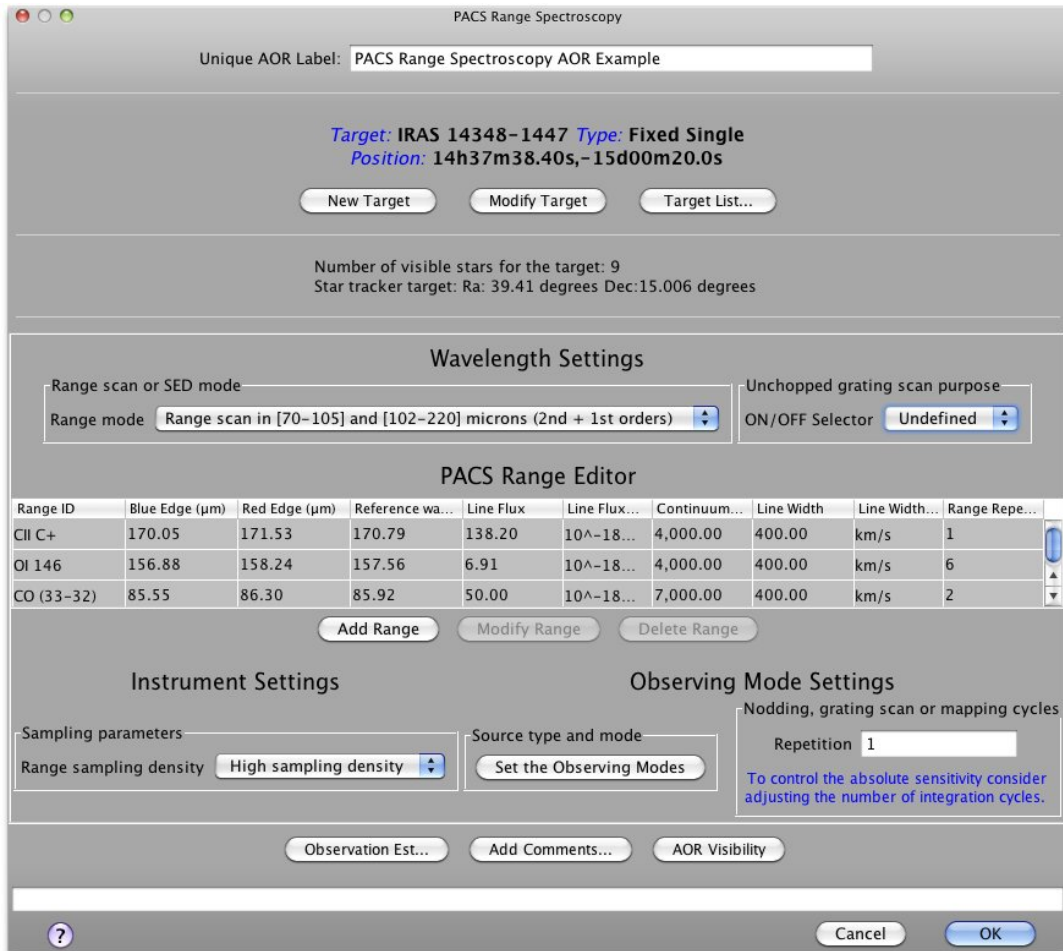 PACS Range Spectroscopy
Unique AOR Label: PACS Range Spectroscopy AOR Example
Target: IRAS 14348-1447 Type: Fixed Single
Position: 14h37m38.40s,-15d00m20.0s
New Target Modify Target Target List...
Number of visible stars for the target: 9
Star tracker target: Ra: 39.41 degrees Dec:15.006 degrees
Wavelength Settings
Range scan or SED mode Unchopped grating scan purpose
Range mode Range scan in [70-105] and [102-220] microns (2nd + 1st orders) ON/OFF Selector Undefined
PACS Range Editor
Range ID Blue Edge (μm) Red Edge (μm) Reference wa... Line Flux Line Flux... Continuum... Line Width Line Width... Range Repe...
CII C+ 170.05 171.53 170.79 138.20 10^-18... 4,000.00 400.00 km/s 1
OI 146 156.88 158.24 157.56 6.91 10^-18... 4,000.00 400.00 km/s 6
CO (33-32) 85.55 86.30 85.92 50.00 10^-18... 7,000.00 400.00 km/s 2
Add Range Modify Range Delete Range
Instrument Settings Observing Mode Settings
Nodding, grating scan or mapping cycles
Sampling parameters Source type and mode
Repetition 1
Range sampling density High sampling density Set the Observing Modes
To control the absolute sensitivity consider
adjusting the number of integration cycles.
Observation Est... Add Comments... AOR Visibility
? Cancel OK